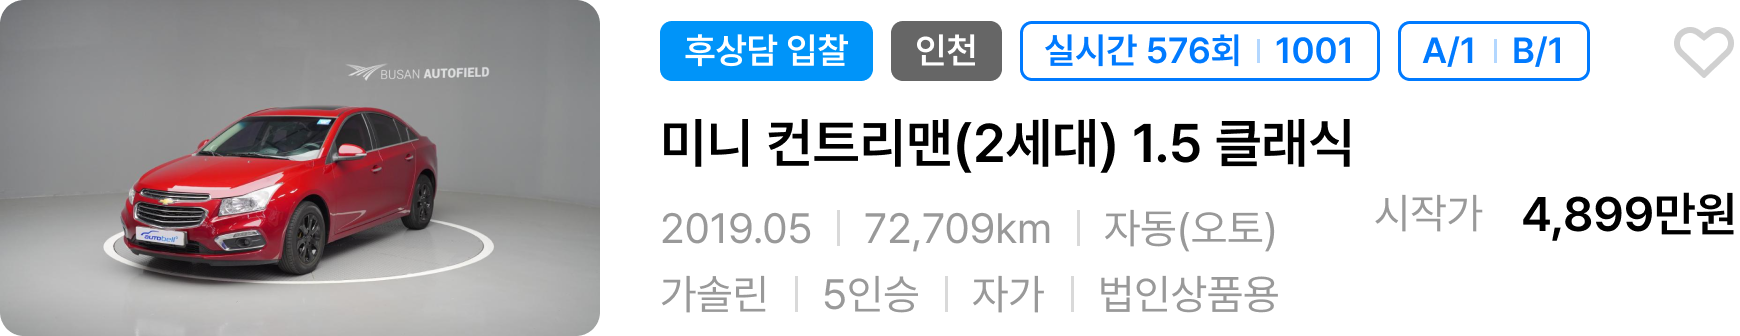 BUSAN AUTOFIELD
autobell
후상담 입찰
인천
실시간 576회 | 1001
A/1 | B/1
미니 컨트리맨(2세대) 1.5 클래식
2019.05 | 72,709km | 자동(오토)
시작가 4,899만원
가솔린 | 5인승 | 자가 | 법인상품용